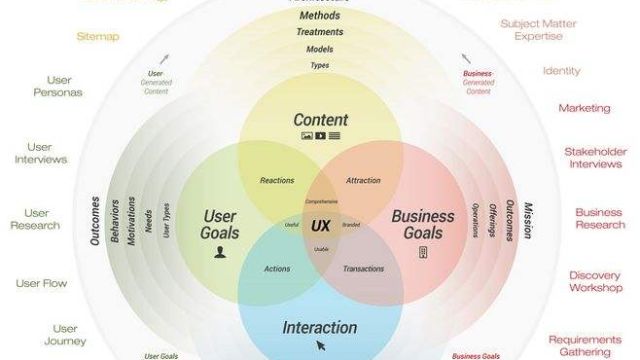 Methods
Treatments
Models
Types
Sitemap
Subject Matter
Expertise
User
Generated
Content
Business
Generated
Content
Identity
User
Personas
Marketing
Content
User
Interviews
Stakeholder
Interviews
Reactions
Attraction
Comprehensive
Outcomes
Behaviors
Motivations
Needs
User Types
User
Goals
Useful
UX
Branded
Business
Goals
Operations
Offerings
Outcomes
Mission
User
Research
Business
Research
Usable
Actions
Transactions
User Flow
Discovery
Workshop
Interaction
User
Journey
Requirements
Gathering
User Goals
Business Goals